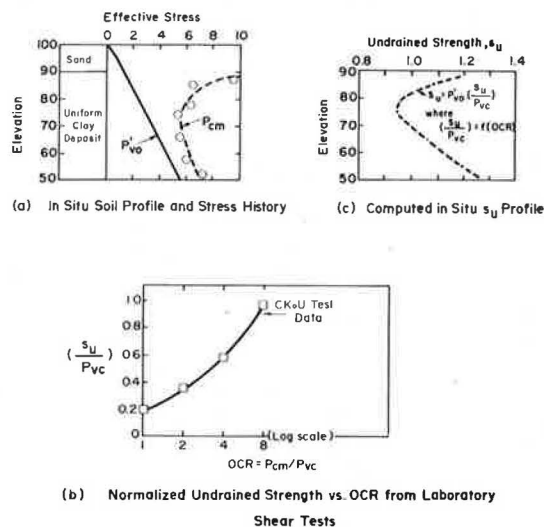 Effective Stress
0 2 4 6 8 10
100
90
80
70
60
50
Elevation
Sand
Uniform
Clay
Deposit
P'vo
Pcm
(a) In Situ Soil Profile and Stress History
Undrained Strength, su
0.8 1.0 1.2 1.4
90
80
70
60
50
Elevation
su = P'vo (su/Pvc)
where
(su/Pvc) = f(OCR)
(c) Computed in Situ su Profile
1.0
0.8
0.6
0.4
0.2
0
(su/Pvc)
CKoU Test
Data
1 2 4 8 (Log scale)
OCR = Pcm/Pvc
(b) Normalized Undrained Strength vs. OCR from Laboratory
Shear Tests